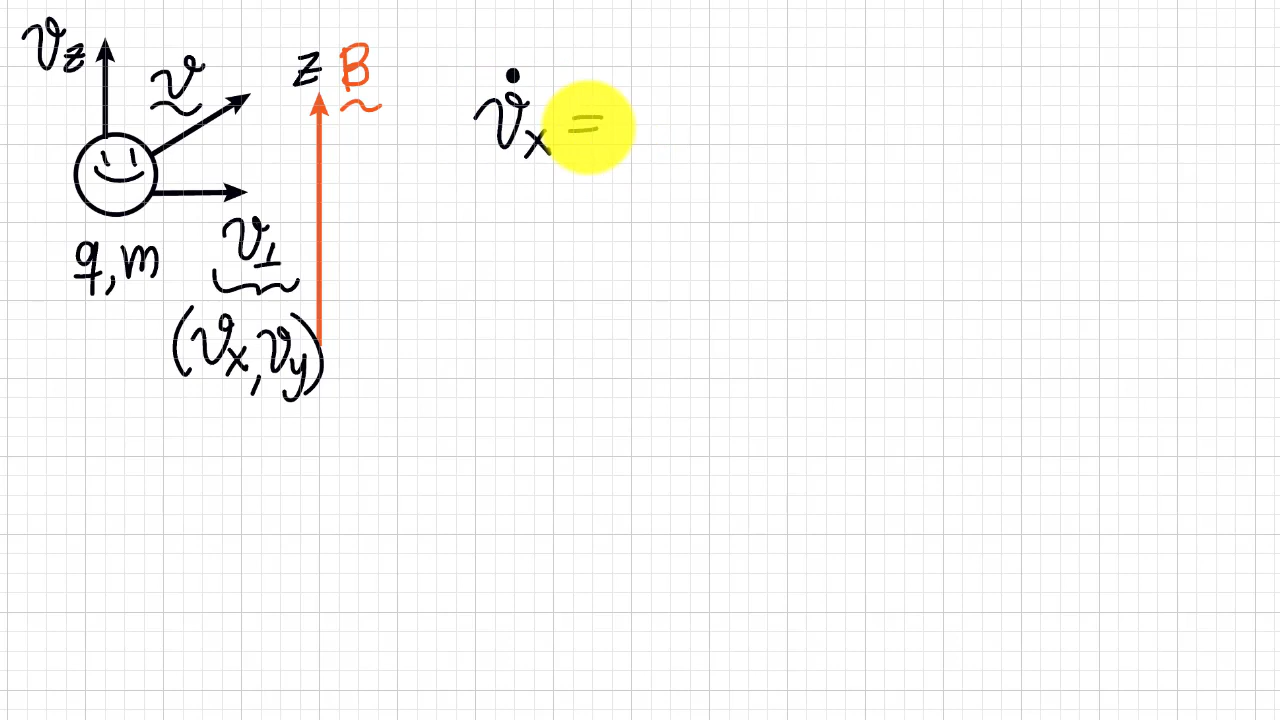 v_z
v
z B
v̇_x =
v_⊥
q, m
(v_x, v_y)